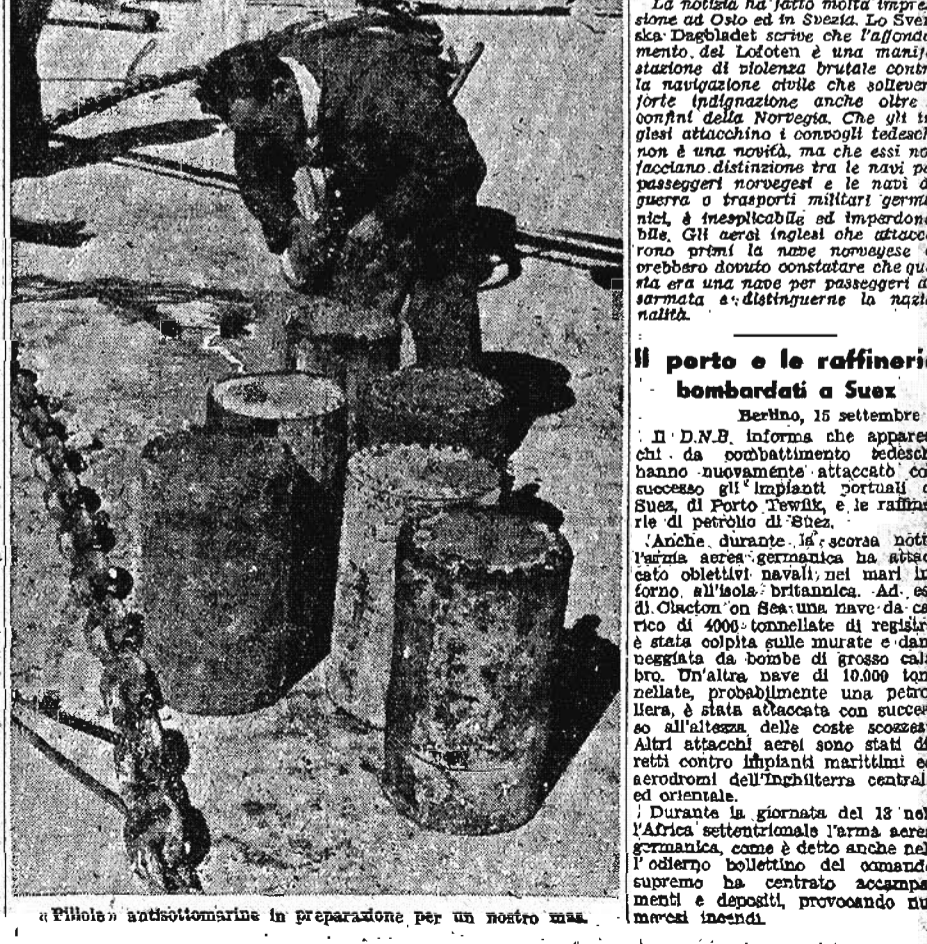 «Pillole» antisottomarine in preparazione per un nostro mas.
La notizia ha fatto molta impres
sione ad Oslo ed in Svezia. Lo Sven
ska Dagbladet scrive che l'affonda
mento del Lofoten è una manife
stazione di violenza brutale contr
la navigazione civile che sollever
forte indignazione anche oltre
confini della Norvegia. Che gli in
glesi attacchino i convogli tedesch
non è una novità, ma che essi no
facciano distinzione tra le navi pe
passeggeri norvegesi e le navi d
guerra o trasporti militari germa
nici, è inesplicabile ed imperdona
bile. Gli aerei inglesi che attacca
rono primi la nave norvegese
vrebbero dovuto constatare che que
sta era una nave per passeggeri di
sarmata e distinguerne la nazio
nalità.
Il porto e le raffineri
bombardati a Suez
Berlino, 15 settembre
Il D.N.B. informa che apparec
chi da combattimento tedesch
hanno nuovamente attaccato co
successo gli impianti portuali
Suez, di Porto Tewfik, e le raffine
rie di petrolio di Suez.
Anche durante la scorsa nott
l'arma aerea germanica ha attac
cato obiettivi navali nei mari in
torno all'isola britannica. Ad es
di Clacton on Sea una nave da ca
rico di 4000 tonnellate di registr
è stata colpita sulle murate e dan
neggiata da bombe di grosso cali
bro. Un'altra nave di 10.000 ton
nellate, probabilmente una petro
liera, è stata attaccata con succes
so all'altezza delle coste scozzes
Altri attacchi aerei sono stati di
retti contro impianti marittimi e
aerodromi dell'Inghilterra central
ed orientale.
Durante la giornata del 13 nel
l'Africa settentrionale l'arma aere
germanica, come è detto anche nel
l'odierno bollettino del comand
supremo ha centrato accampa
menti e depositi, provocando nu
merosi incendi.